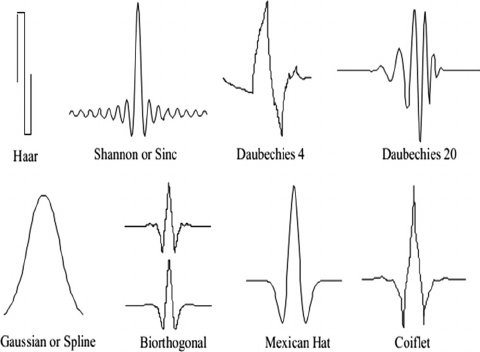 Haar
Shannon or Sinc
Daubechies 4
Daubechies 20
Gaussian or Spline
Biorthogonal
Mexican Hat
Coiflet